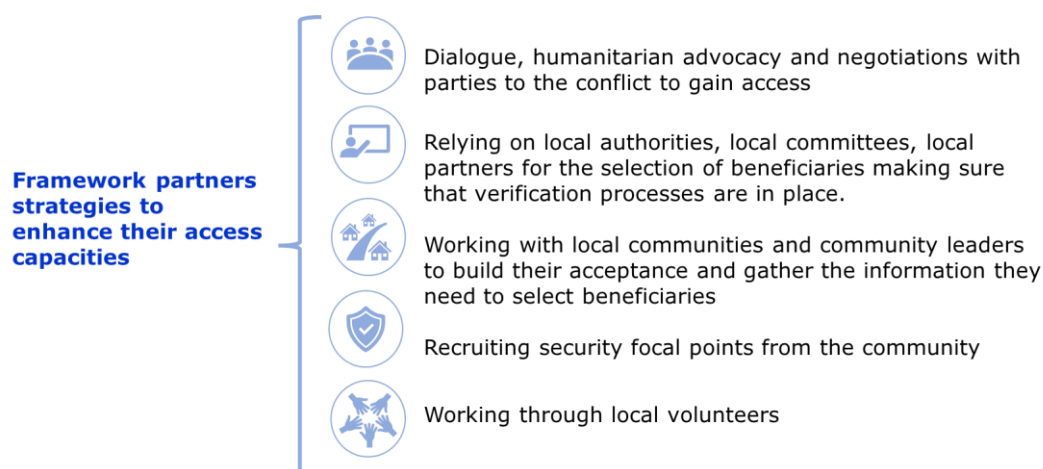 Framework partners
strategies to
enhance their access
capacities
Dialogue, humanitarian advocacy and negotiations with
parties to the conflict to gain access
Relying on local authorities, local committees, local
partners for the selection of beneficiaries making sure
that verification processes are in place.
Working with local communities and community leaders
to build their acceptance and gather the information they
need to select beneficiaries
Recruiting security focal points from the community
Working through local volunteers